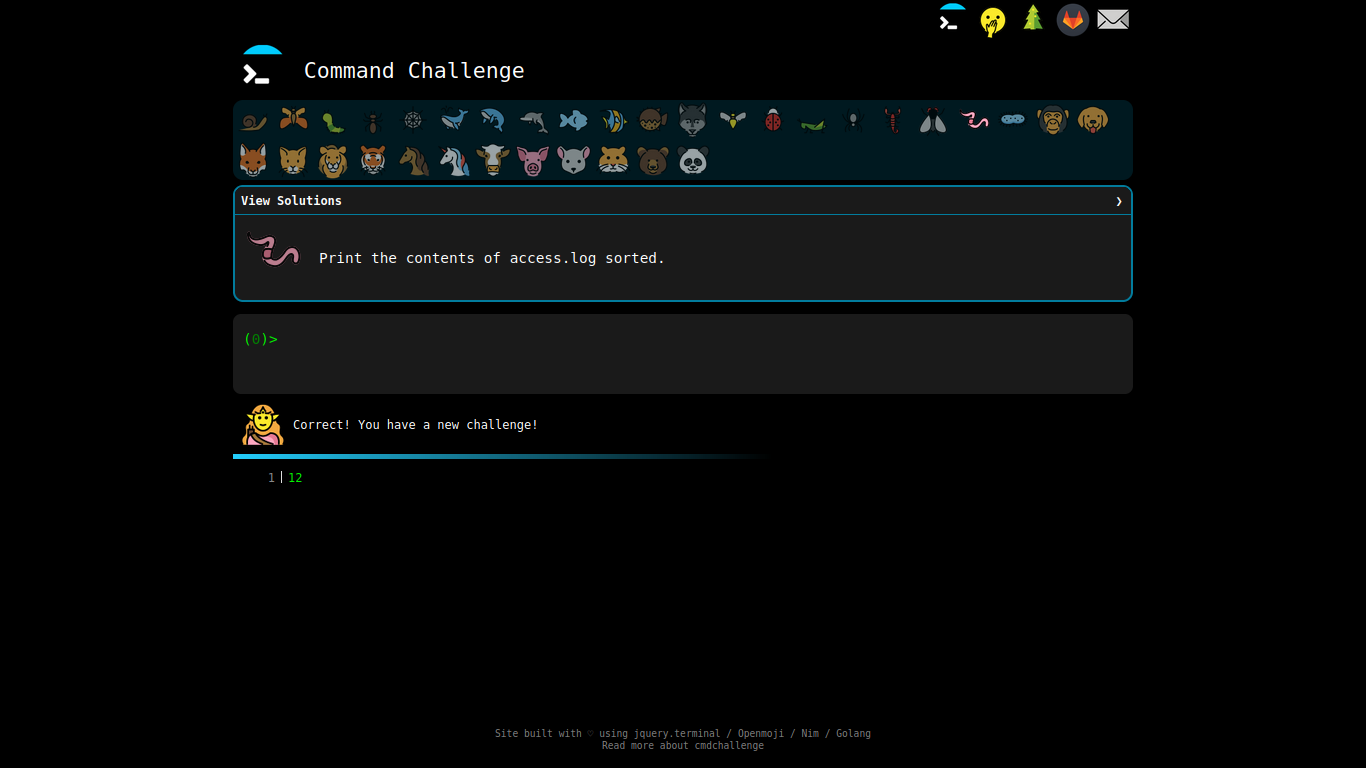 Command Challenge
View Solutions ❯
Print the contents of access.log sorted.
(0)>
Correct! You have a new challenge!
1 12
Site built with ♡ using jquery.terminal / Openmoji / Nim / Golang
Read more about cmdchallenge